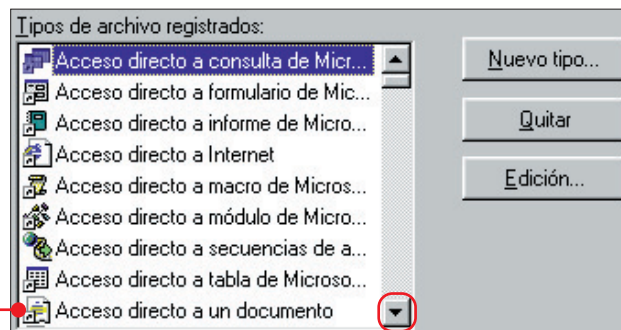 Tipos de archivo registrados:
Acceso directo a consulta de Micr...
Acceso directo a formulario de Mic...
Acceso directo a informe de Micro...
Acceso directo a Internet
Acceso directo a macro de Micros...
Acceso directo a módulo de Micro...
Acceso directo a secuencias de a...
Acceso directo a tabla de Microso...
Acceso directo a un documento
Nuevo tipo...
Quitar
Edición...